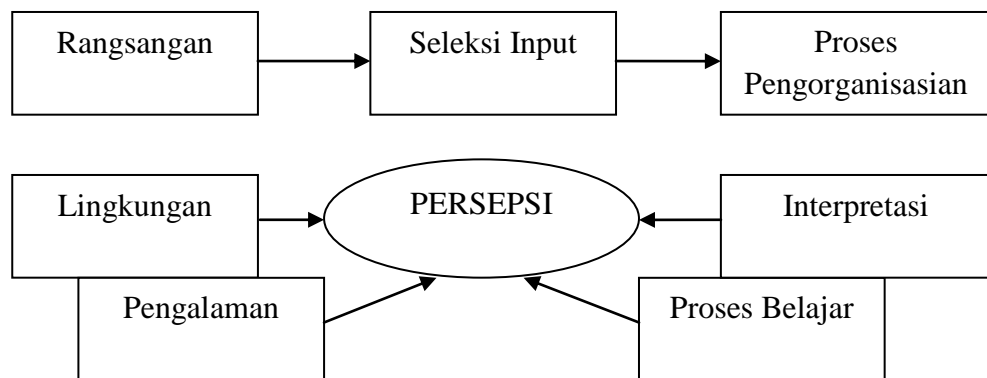 Rangsangan
Seleksi Input
Proses
Pengorganisasian
Lingkungan
PERSEPSI
Interpretasi
Pengalaman
Proses Belajar